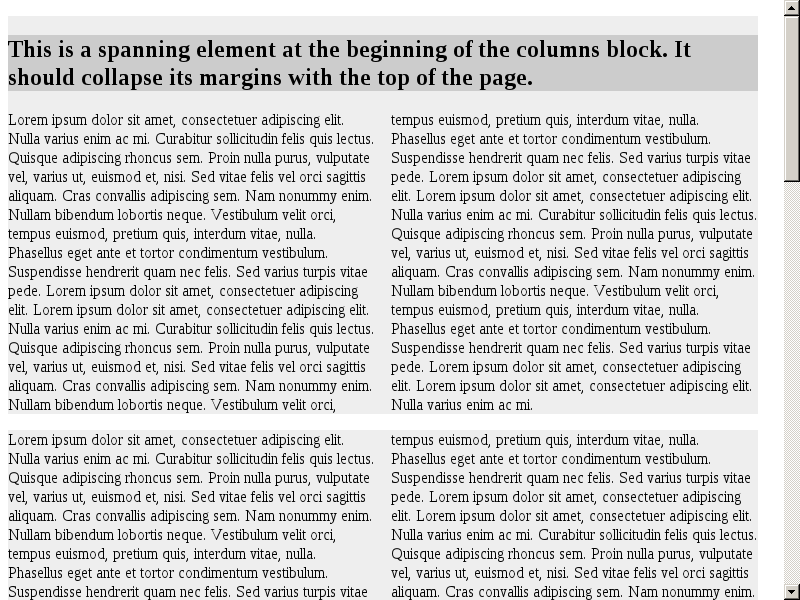 This is a spanning element at the beginning of the columns block. It
should collapse its margins with the top of the page.
Lorem ipsum dolor sit amet, consectetuer adipiscing elit.
Nulla varius enim ac mi. Curabitur sollicitudin felis quis lectus.
Quisque adipiscing rhoncus sem. Proin nulla purus, vulputate
vel, varius ut, euismod et, nisi. Sed vitae felis vel orci sagittis
aliquam. Cras convallis adipiscing sem. Nam nonummy enim.
Nullam bibendum lobortis neque. Vestibulum velit orci,
tempus euismod, pretium quis, interdum vitae, nulla.
Phasellus eget ante et tortor condimentum vestibulum.
Suspendisse hendrerit quam nec felis. Sed varius turpis vitae
pede. Lorem ipsum dolor sit amet, consectetuer adipiscing
elit. Lorem ipsum dolor sit amet, consectetuer adipiscing elit.
Nulla varius enim ac mi. Curabitur sollicitudin felis quis lectus.
Quisque adipiscing rhoncus sem. Proin nulla purus, vulputate
vel, varius ut, euismod et, nisi. Sed vitae felis vel orci sagittis
aliquam. Cras convallis adipiscing sem. Nam nonummy enim.
Nullam bibendum lobortis neque. Vestibulum velit orci,
tempus euismod, pretium quis, interdum vitae, nulla.
Phasellus eget ante et tortor condimentum vestibulum.
Suspendisse hendrerit quam nec felis. Sed varius turpis vitae
pede. Lorem ipsum dolor sit amet, consectetuer adipiscing
elit. Lorem ipsum dolor sit amet, consectetuer adipiscing elit.
Nulla varius enim ac mi. Curabitur sollicitudin felis quis lectus.
Quisque adipiscing rhoncus sem. Proin nulla purus, vulputate
vel, varius ut, euismod et, nisi. Sed vitae felis vel orci sagittis
aliquam. Cras convallis adipiscing sem. Nam nonummy enim.
Nullam bibendum lobortis neque. Vestibulum velit orci,
tempus euismod, pretium quis, interdum vitae, nulla.
Phasellus eget ante et tortor condimentum vestibulum.
Suspendisse hendrerit quam nec felis. Sed varius turpis vitae
pede. Lorem ipsum dolor sit amet, consectetuer adipiscing
elit. Lorem ipsum dolor sit amet, consectetuer adipiscing elit.
Nulla varius enim ac mi.
Lorem ipsum dolor sit amet, consectetuer adipiscing elit.
Nulla varius enim ac mi. Curabitur sollicitudin felis quis lectus.
Quisque adipiscing rhoncus sem. Proin nulla purus, vulputate
vel, varius ut, euismod et, nisi. Sed vitae felis vel orci sagittis
aliquam. Cras convallis adipiscing sem. Nam nonummy enim.
Nullam bibendum lobortis neque. Vestibulum velit orci,
tempus euismod, pretium quis, interdum vitae, nulla.
Phasellus eget ante et tortor condimentum vestibulum.
Suspendisse hendrerit quam nec felis. Sed varius turpis vitae
tempus euismod, pretium quis, interdum vitae, nulla.
Phasellus eget ante et tortor condimentum vestibulum.
Suspendisse hendrerit quam nec felis. Sed varius turpis vitae
pede. Lorem ipsum dolor sit amet, consectetuer adipiscing
elit. Lorem ipsum dolor sit amet, consectetuer adipiscing elit.
Nulla varius enim ac mi. Curabitur sollicitudin felis quis lectus.
Quisque adipiscing rhoncus sem. Proin nulla purus, vulputate
vel, varius ut, euismod et, nisi. Sed vitae felis vel orci sagittis
aliquam. Cras convallis adipiscing sem. Nam nonummy enim.